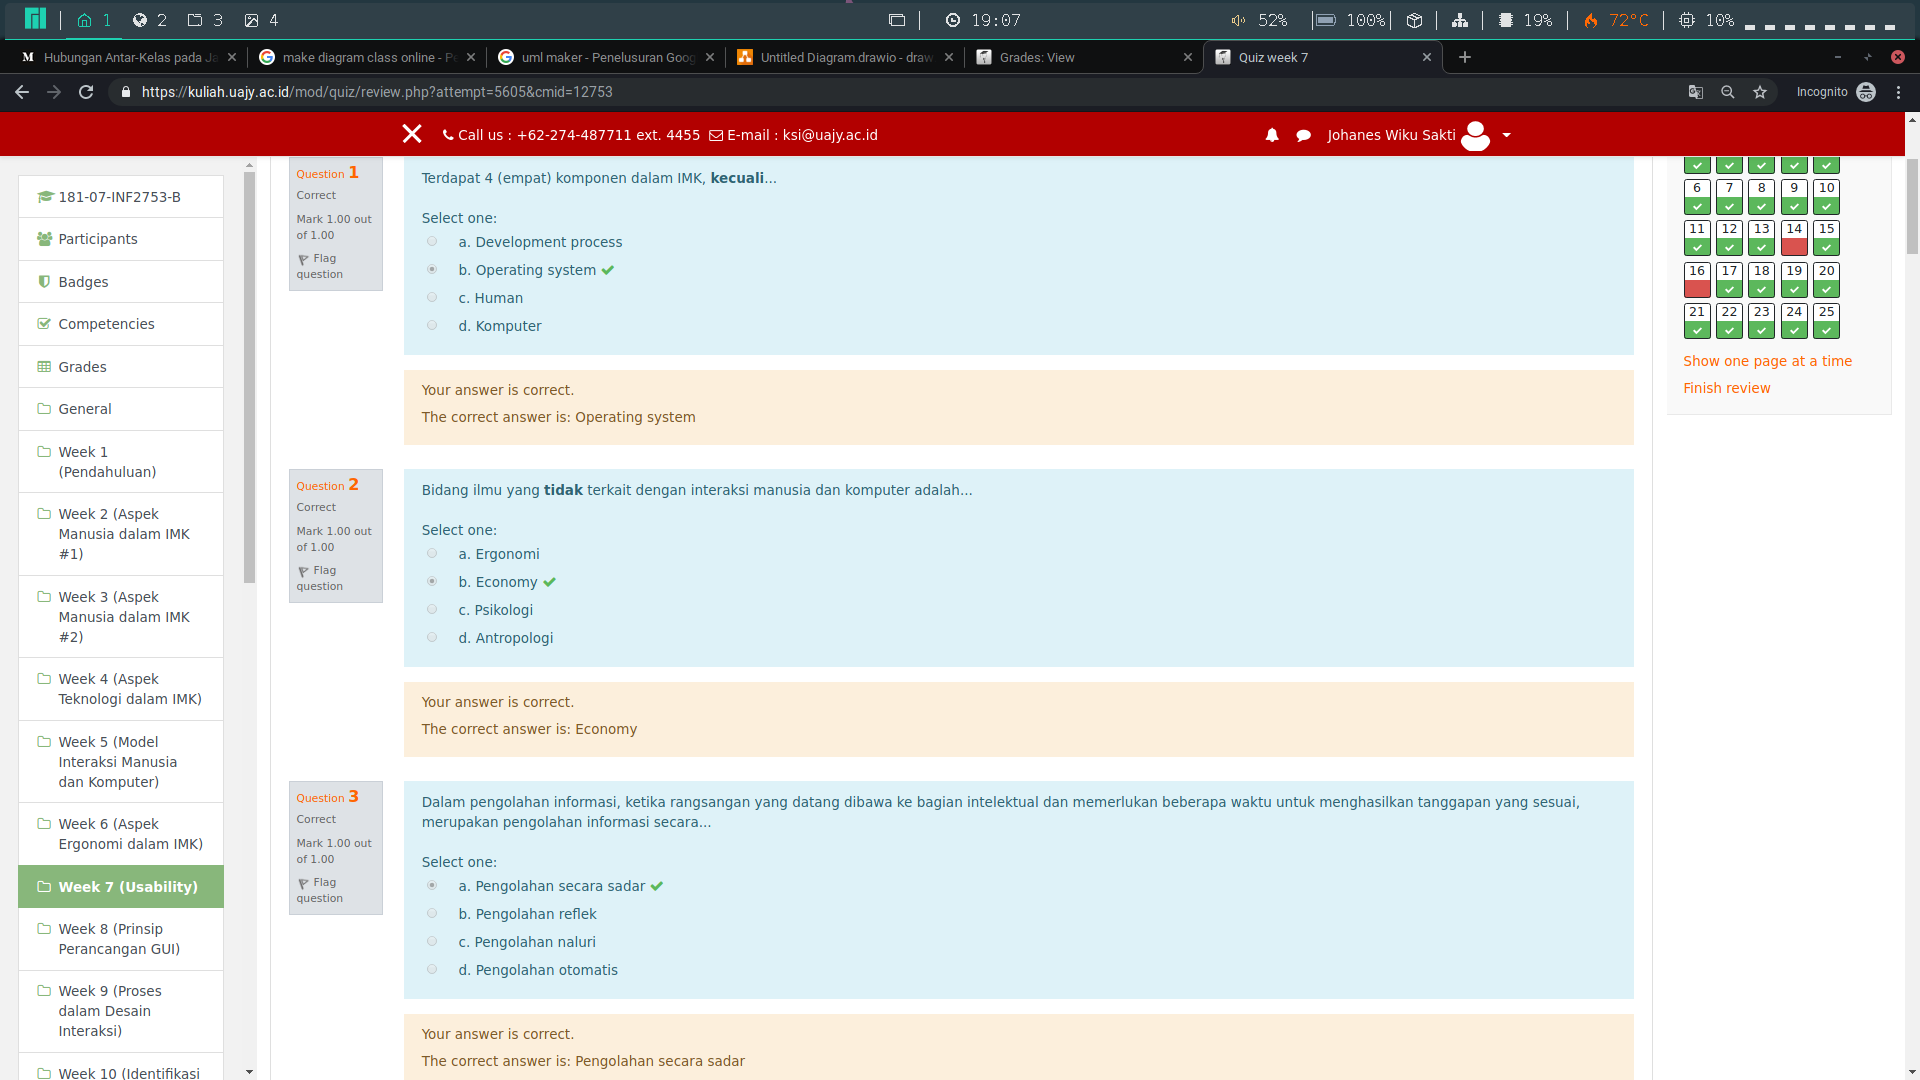 1
2
3
4
19:07
52%
100%
19%
72°C
10%
Hubungan Antar-Kelas pada Ja
make diagram class online - Pe
uml maker - Penelusuran Goog
Untitled Diagram.drawio - draw
Grades: View
Quiz week 7
https://kuliah.uajy.ac.id/mod/quiz/review.php?attempt=5605&cmid=12753
Incognito
Call us : +62-274-487711 ext. 4455
E-mail : ksi@uajy.ac.id
Johanes Wiku Sakti
181-07-INF2753-B
Participants
Badges
Competencies
Grades
General
Week 1
(Pendahuluan)
Week 2 (Aspek
Manusia dalam IMK
#1)
Week 3 (Aspek
Manusia dalam IMK
#2)
Week 4 (Aspek
Teknologi dalam IMK)
Week 5 (Model
Interaksi Manusia
dan Komputer)
Week 6 (Aspek
Ergonomi dalam IMK)
Week 7 (Usability)
Week 8 (Prinsip
Perancangan GUI)
Week 9 (Proses
dalam Desain
Interaksi)
Week 10 (Identifikasi
Question 1
Correct
Mark 1.00 out
of 1.00
Flag
question
Terdapat 4 (empat) komponen dalam IMK, kecuali...
Select one:
a. Development process
b. Operating system
c. Human
d. Komputer
Your answer is correct.
The correct answer is: Operating system
Question 2
Correct
Mark 1.00 out
of 1.00
Flag
question
Bidang ilmu yang tidak terkait dengan interaksi manusia dan komputer adalah...
Select one:
a. Ergonomi
b. Economy
c. Psikologi
d. Antropologi
Your answer is correct.
The correct answer is: Economy
Question 3
Correct
Mark 1.00 out
of 1.00
Flag
question
Dalam pengolahan informasi, ketika rangsangan yang datang dibawa ke bagian intelektual dan memerlukan beberapa waktu untuk menghasilkan tanggapan yang sesuai,
merupakan pengolahan informasi secara...
Select one:
a. Pengolahan secara sadar
b. Pengolahan reflek
c. Pengolahan naluri
d. Pengolahan otomatis
Your answer is correct.
The correct answer is: Pengolahan secara sadar
6 7 8 9 10
11 12 13 14 15
16 17 18 19 20
21 22 23 24 25
Show one page at a time
Finish review